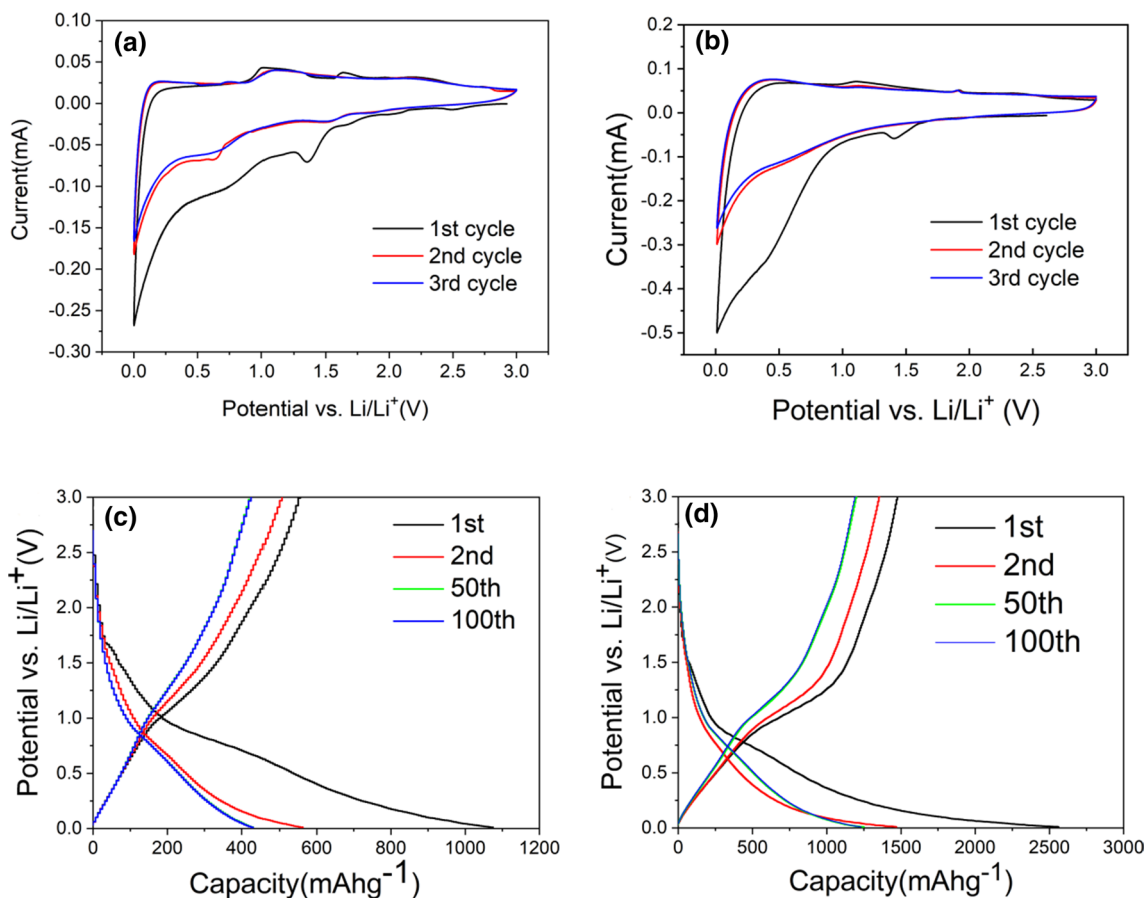 (a)
0.10
0.05
0.00
-0.05
-0.10
-0.15
-0.20
-0.25
-0.30
Current(mA)
1st cycle
2nd cycle
3rd cycle
0.0 0.5 1.0 1.5 2.0 2.5 3.0
Potential vs. Li/Li+(V)
(b)
0.2
0.1
0.0
-0.1
-0.2
-0.3
-0.4
-0.5
Current(mA)
1st cycle
2nd cycle
3rd cycle
0.0 0.5 1.0 1.5 2.0 2.5 3.0
Potential vs. Li/Li+ (V)
(c)
3.0
2.5
2.0
1.5
1.0
0.5
0.0
Potential vs. Li/Li+(V)
1st
2nd
50th
100th
0 200 400 600 800 1000 1200
Capacity(mAhg-1)
(d)
3.0
2.5
2.0
1.5
1.0
0.5
0.0
Potential vs. Li/Li+(V)
1st
2nd
50th
100th
0 500 1000 1500 2000 2500 3000
Capacity(mAhg-1)